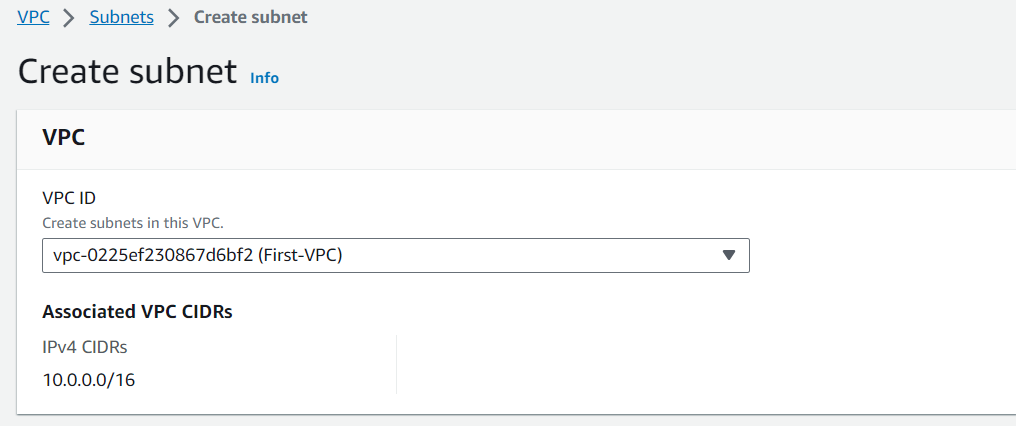 VPC > Subnets > Create subnet
Create subnet Info
VPC
VPC ID
Create subnets in this VPC.
vpc-0225ef230867d6bf2 (First-VPC)
Associated VPC CIDRs
IPv4 CIDRs
10.0.0.0/16